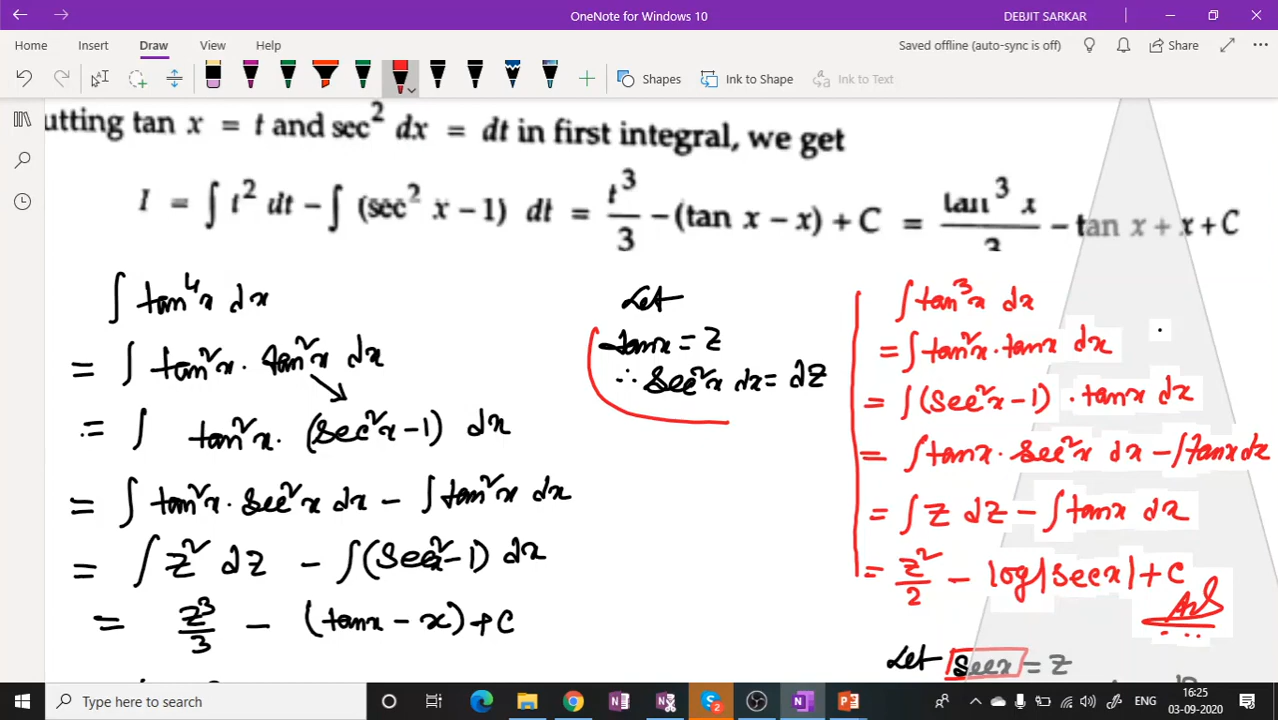 OneNote for Windows 10
DEBJIT SARKAR
Home Insert Draw View Help
Saved offline (auto-sync is off)
Share
Shapes
Ink to Shape
Ink to Text
utting tan x = t and sec² dx = dt in first integral, we get
I = ∫ t² dt − ∫ (sec² x − 1) dt = t³/3 − (tan x − x) + C = tan³ x/3 − tan x + x + C
∫ tan⁴x dx
= ∫ tan²x · tan²x dx
= ∫ tan²x · (sec²x − 1) dx
= ∫ tan²x · sec²x dx − ∫ tan²x dx
= ∫ z² dz − ∫ (sec²x − 1) dx
= z³/3 − (tanx − x) + C
Let
tanx = z
∴ sec²x dx = dz
∫ tan³x dx
= ∫ tan²x · tanx dx
= ∫ (sec²x − 1) · tanx dx
= ∫ tanx · sec²x dx − ∫ tanx dx
= ∫ z dz − ∫ tanx dx
= z²/2 − log|secx| + C
Ans
Let secx = z
Type here to search
ENG
16:25
03-09-2020